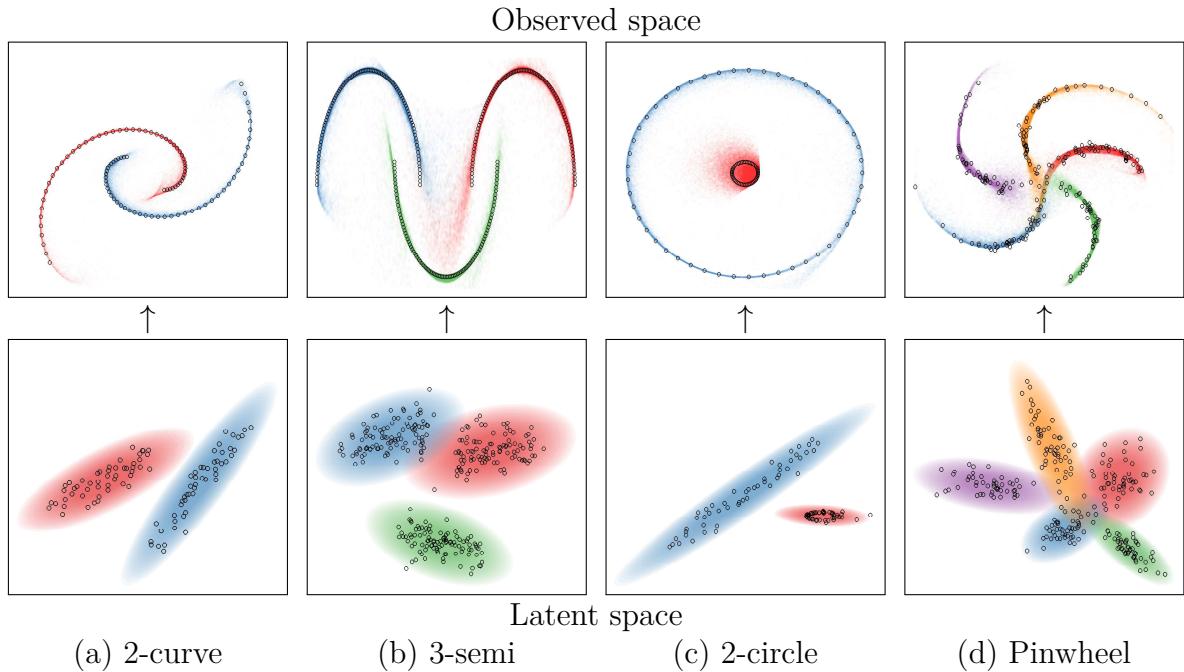 Observed space
Latent space
(a) 2-curve
(b) 3-semi
(c) 2-circle
(d) Pinwheel